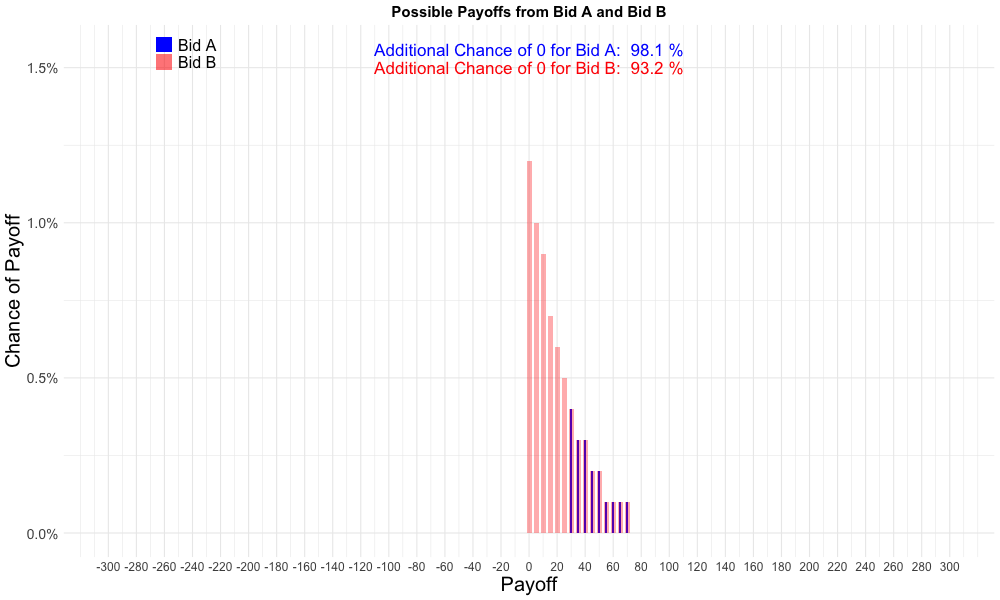 Possible Payoffs from Bid A and Bid B
Bid A
Bid B
Additional Chance of 0 for Bid A:  98.1 %
Additional Chance of 0 for Bid B:  93.2 %
Chance of Payoff
1.5%
1.0%
0.5%
0.0%
-300 -280 -260 -240 -220 -200 -180 -160 -140 -120 -100 -80 -60 -40 -20 0 20 40 60 80 100 120 140 160 180 200 220 240 260 280 300
Payoff